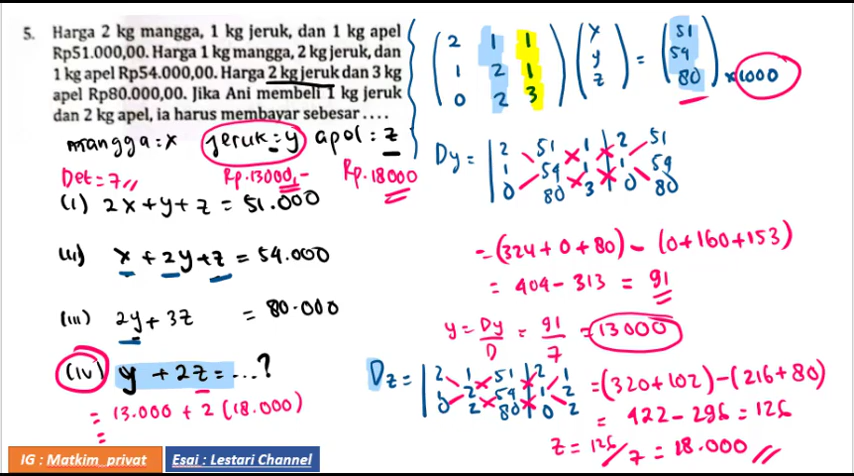 5. Harga 2 kg mangga, 1 kg jeruk, dan 1 kg apel
Rp51.000,00. Harga 1 kg mangga, 2 kg jeruk, dan
1 kg apel Rp54.000,00. Harga 2 kg jeruk dan 3 kg
apel Rp80.000,00. Jika Ani membeli 1 kg jeruk
dan 2 kg apel, ia harus membayar sebesar ....
mangga = x jeruk = y apol = z
Det = 7 Rp. 13000,- Rp. 18000
(i) 2x + y + z = 51.000
(ii) x + 2y + z = 54.000
(iii) 2y + 3z = 80.000
(iv) y + 2z = ...?
= 13.000 + 2 (18.000)
=
2 1 1 x 51
1 2 1 y = 54
0 2 3 z 80 x 1000
Dy = 2 51 1 2 51
1 54 1 1 54
0 80 3 0 80
= (324 + 0 + 80) - (0 + 160 + 153)
= 404 - 313 = 91
y = Dy/D = 91/7 = 13000
Dz = 2 1 51 2 1
1 2 54 1 2
0 2 80 0 2
= (320 + 102) - (216 + 80)
= 422 - 296 = 126
z = 126/7 = 18.000
IG : Matkim_privat Esai : Lestari Channel